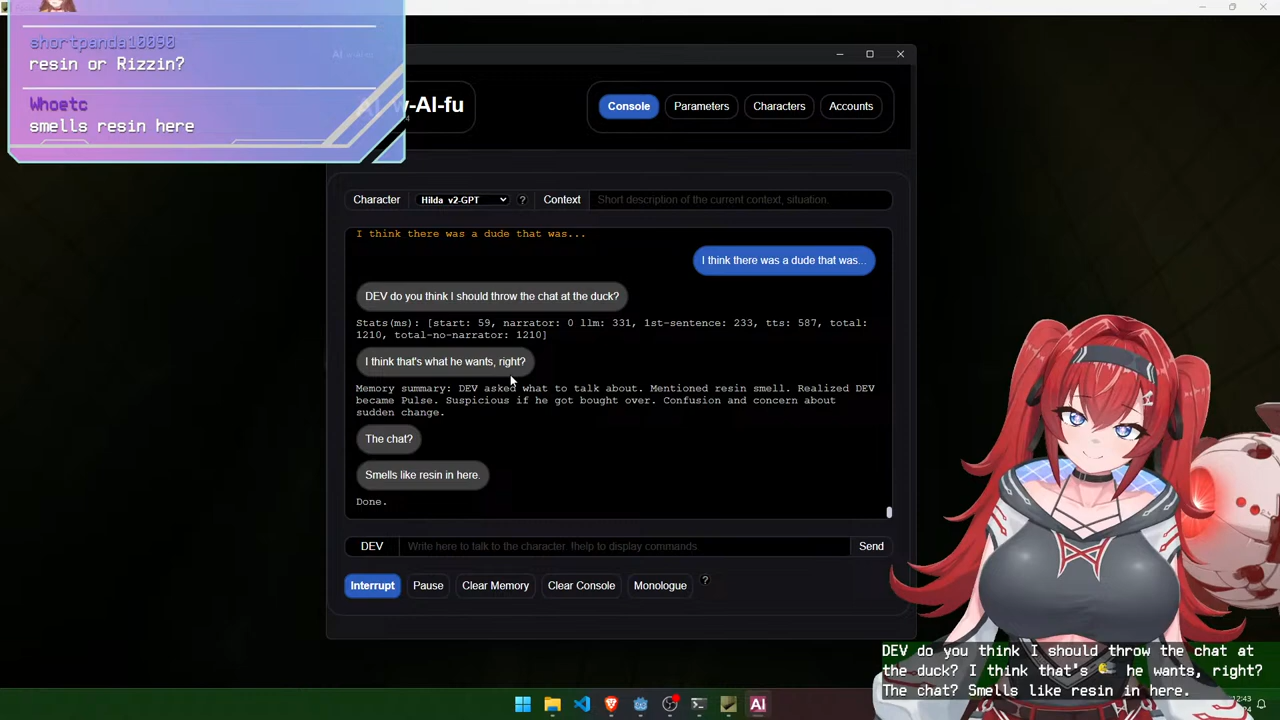 shortpanda10090
resin or Rizzin?
Whoetc
smells resin here
w-AI-fu
Console
Parameters
Characters
Accounts
Character
Hilda v2-GPT
?
Context
Short description of the current context, situation.
I think there was a dude that was...
I think there was a dude that was...
DEV do you think I should throw the chat at the duck?
Stats(ms): [start: 59, narrator: 0 llm: 331, 1st-sentence: 233, tts: 587, total:
1210, total-no-narrator: 1210]
I think that's what he wants, right?
Memory summary: DEV asked what to talk about. Mentioned resin smell. Realized DEV
became Pulse. Suspicious if he got bought over. Confusion and concern about
sudden change.
The chat?
Smells like resin in here.
Done.
DEV
Write here to talk to the character. !help to display commands
Send
Interrupt
Pause
Clear Memory
Clear Console
Monologue
?
DEV do you think I should throw the chat at
the duck? I think that's he wants, right?
The chat? Smells like resin in here.
12:43
AI